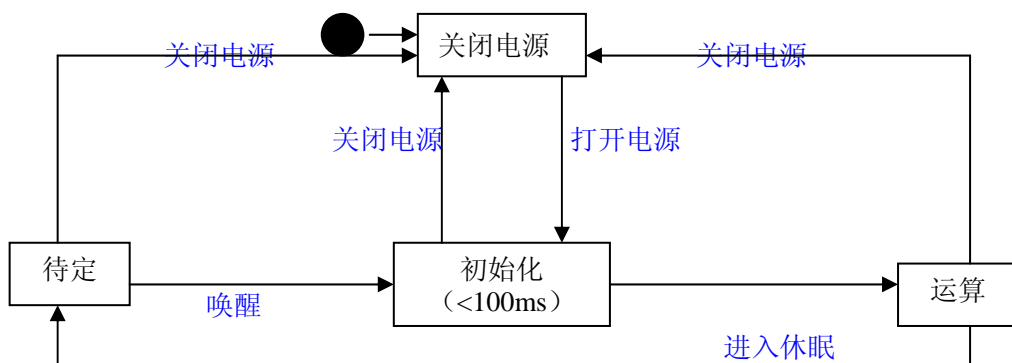 关闭电源
关闭电源
关闭电源
关闭电源
打开电源
待定
初始化
（<100ms）
运算
唤醒
进入休眠